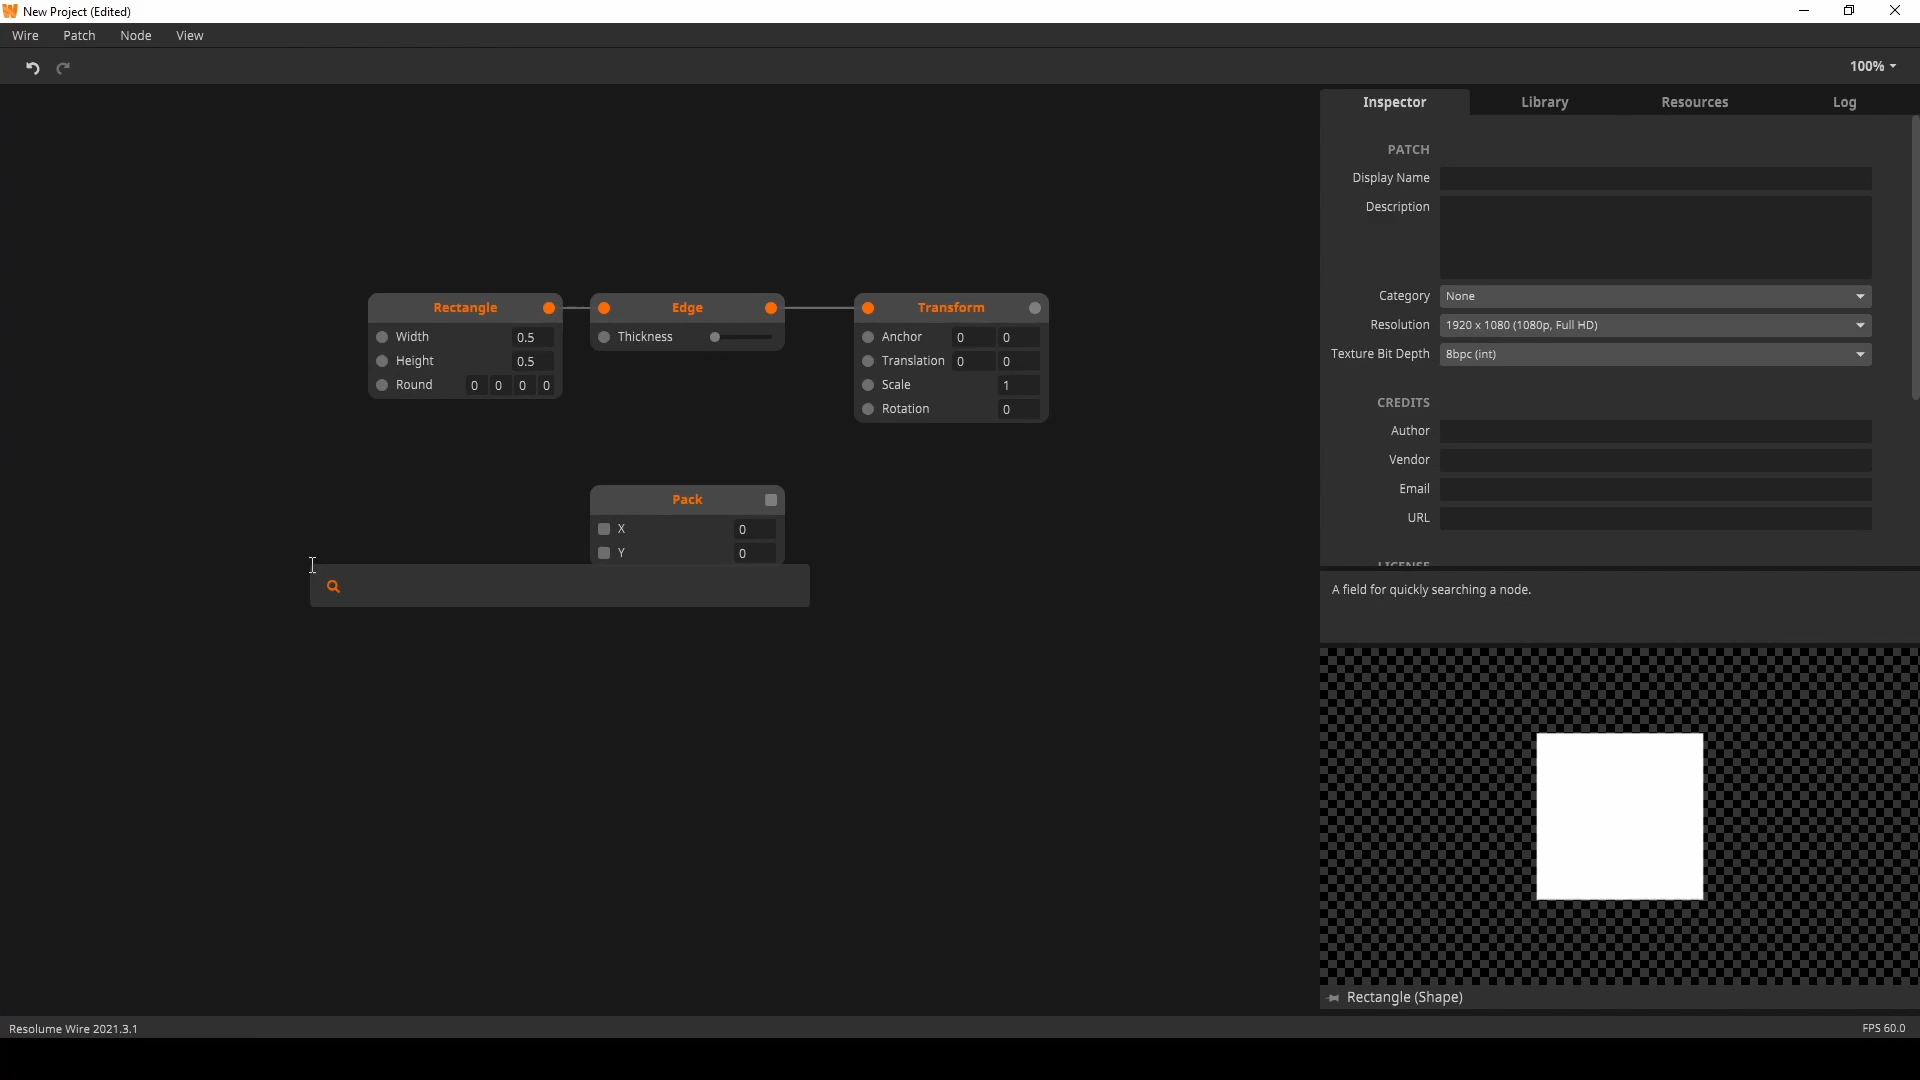 New Project (Edited)
Wire Patch Node View
100%
Inspector Library Resources Log
PATCH
Display Name
Description
Category None
Resolution 1920 x 1080 (1080p, Full HD)
Texture Bit Depth 8bpc (int)
CREDITS
Author
Vendor
Email
URL
LICENSE
A field for quickly searching a node.
Rectangle (Shape)
Rectangle
Width 0.5
Height 0.5
Round 0 0 0 0
Edge
Thickness
Transform
Anchor 0 0
Translation 0 0
Scale 1
Rotation 0
Pack
X 0
Y 0
Resolume Wire 2021.3.1
FPS 60.0